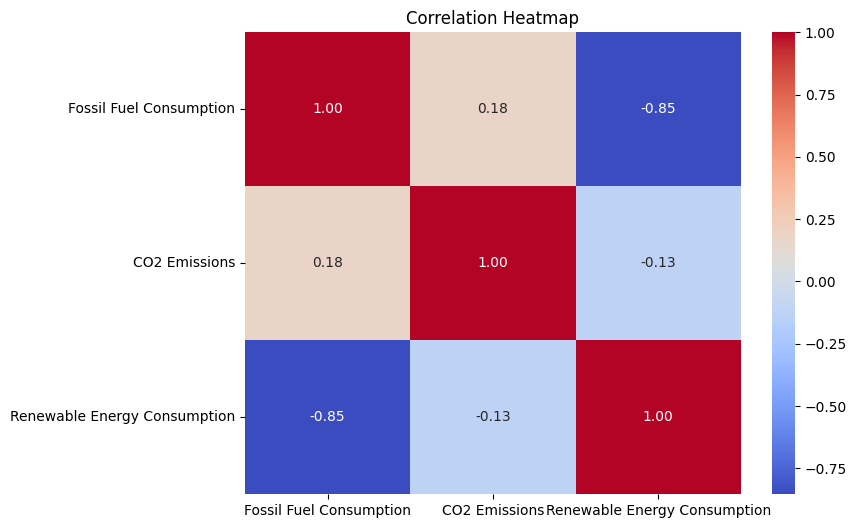 Correlation Heatmap
Fossil Fuel Consumption
1.00
0.18
-0.85
CO2 Emissions
0.18
1.00
-0.13
Renewable Energy Consumption
-0.85
-0.13
1.00
Fossil Fuel Consumption
CO2 Emissions
Renewable Energy Consumption
1.00
0.75
0.50
0.25
0.00
−0.25
−0.50
−0.75